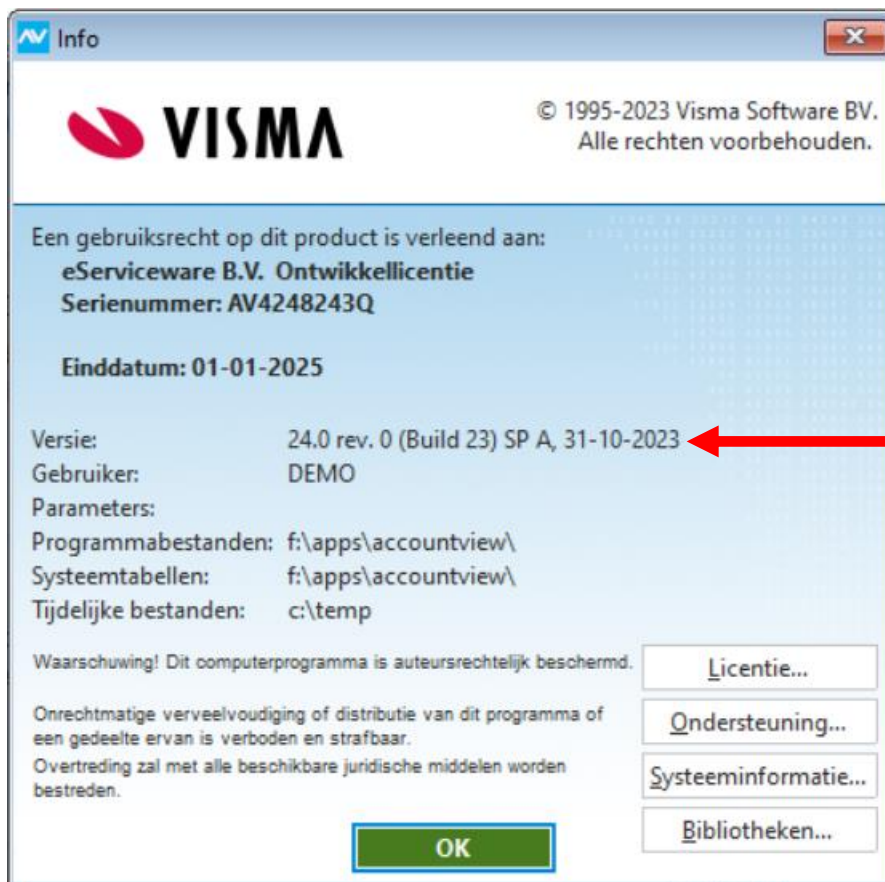 Info
VISMA
© 1995-2023 Visma Software BV.
Alle rechten voorbehouden.
Een gebruiksrecht op dit product is verleend aan:
eServiceware B.V. Ontwikkellicentie
Serienummer: AV4248243Q
Einddatum: 01-01-2025
Versie: 24.0 rev. 0 (Build 23) SP A, 31-10-2023
Gebruiker: DEMO
Parameters:
Programmabestanden: f:\apps\accountview\
Systeemtabellen: f:\apps\accountview\
Tijdelijke bestanden: c:\temp
Waarschuwing! Dit computerprogramma is auteursrechtelijk beschermd.
Onrechtmatige verveelvoudiging of distributie van dit programma of
een gedeelte ervan is verboden en strafbaar.
Overtreding zal met alle beschikbare juridische middelen worden
bestreden.
Licentie...
Ondersteuning...
Systeeminformatie...
Bibliotheken...
OK